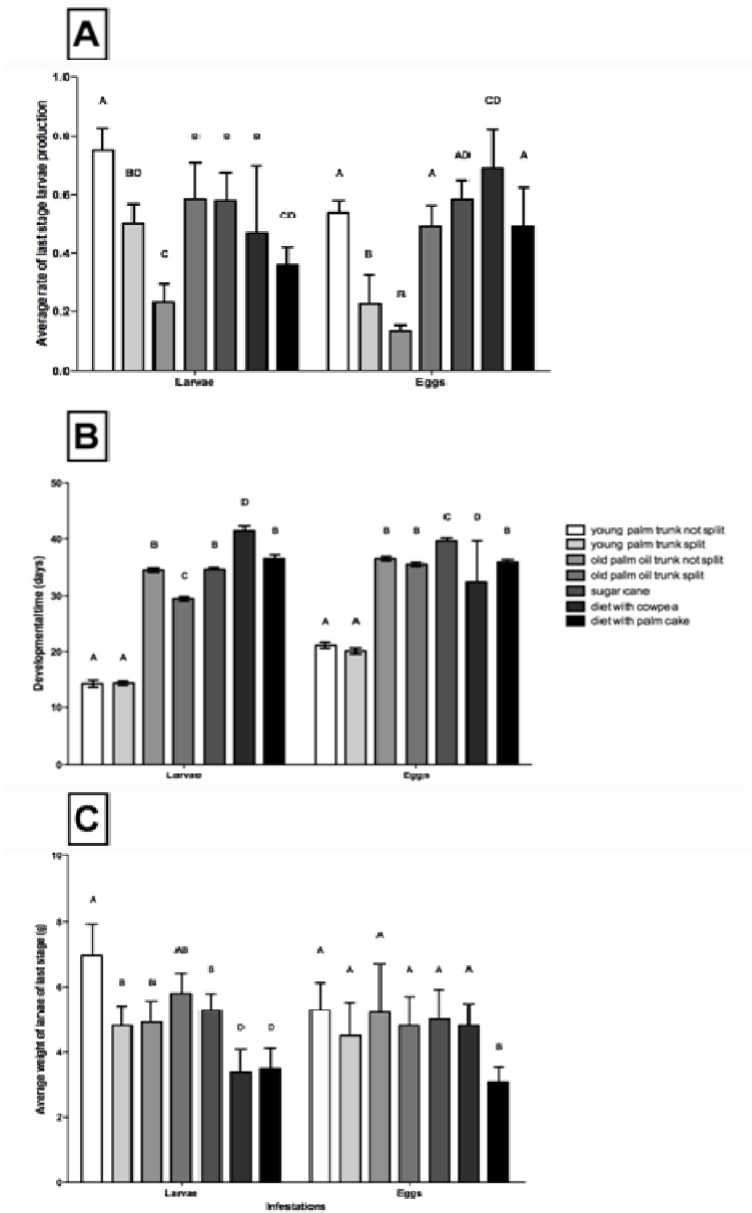 A
Average rate of last stage larvae production
1.0
0.8
0.6
0.4
0.2
0.0
A
BD
C
CD
A
B
A
CD
A
Larvae
Eggs
B
Developmental time (days)
50
40
30
20
10
0
A
A
B
C
B
D
B
A
A
B
B
C
D
B
Larvae
Eggs
young palm trunk not split
young palm trunk split
old palm oil trunk not split
old palm oil trunk split
sugar cane
diet with cowpea
diet with palm cake
C
Average weight of larvae of last stage (g)
10
8
6
4
2
0
A
B
AB
B
D
D
A
A
A
A
A
A
B
Larvae
Eggs
Infestations